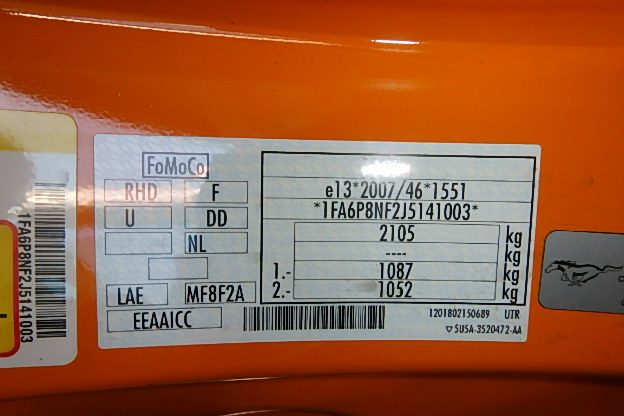 FoMoCo
RHD F
U DD
NL
LAE MF8F2A
EEAAICC
e13*2007/46*1551
*1FA6P8NF2J5141003*
2105 kg
---- kg
1.- 1087 kg
2.- 1052 kg
1201802150689 UTR
5U5A-3520472-AA
1FA6P8NF2J5141003